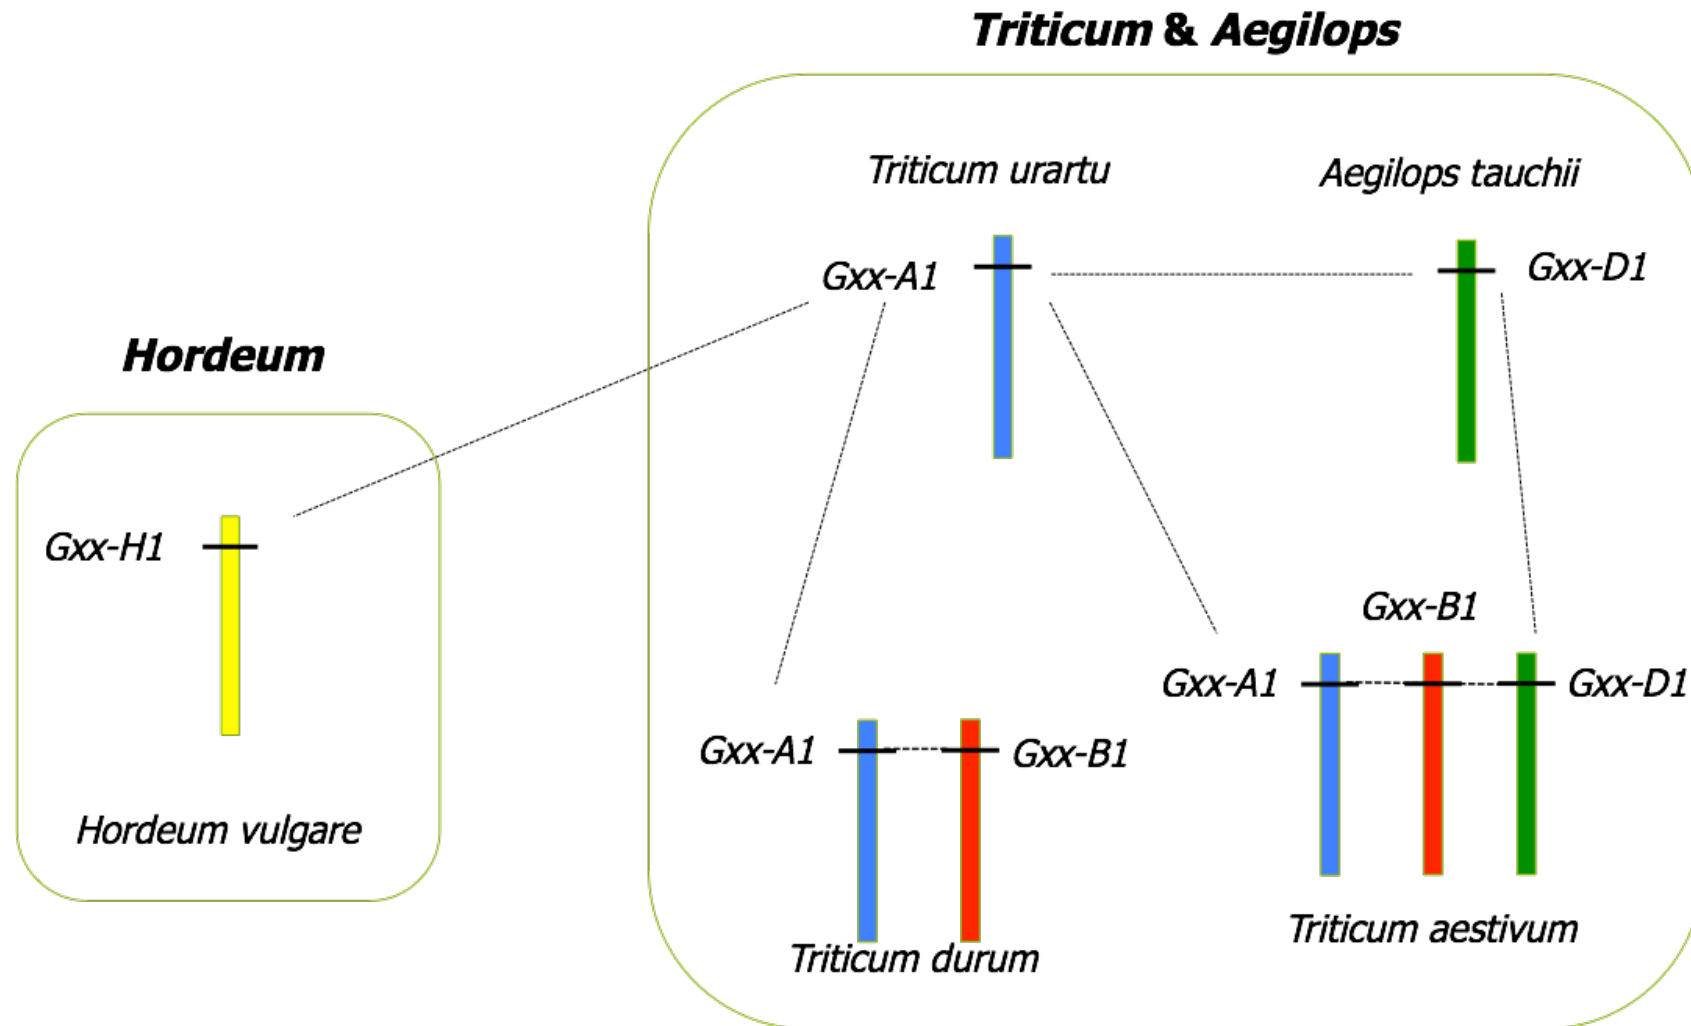 Triticum & Aegilops
Triticum urartu
Aegilops tauchii
Gxx-A1
Gxx-D1
Hordeum
Gxx-H1
Hordeum vulgare
Gxx-B1
Gxx-A1
Gxx-D1
Gxx-A1
Gxx-B1
Triticum aestivum
Triticum durum